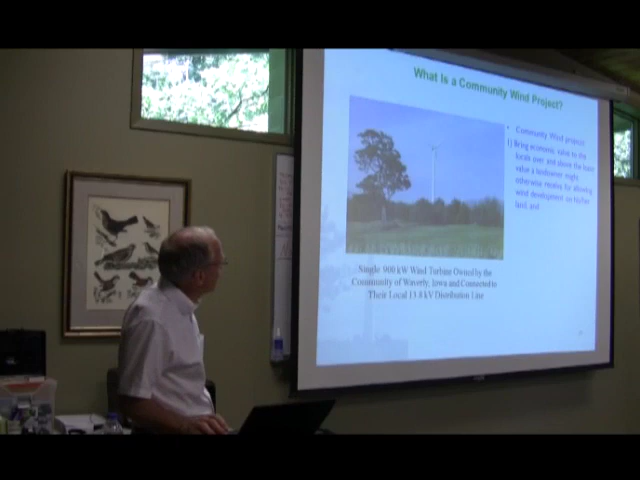 What Is a Community Wind Project?
• Community Wind projects:
1) Bring economic value to the
locals over and above the lease
value a landowner might
otherwise receive for allowing
wind development on his/her
land, and
Single 900 kW Wind Turbine Owned by the
Community of Waverly, Iowa and Connected to
Their Local 13.8 kV Distribution Line